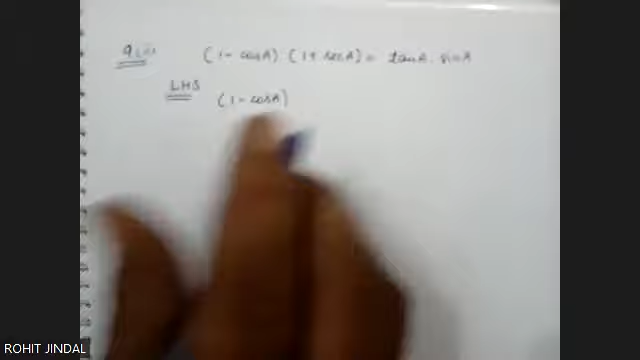 (1 - cosA) (1 + secA) = tanA. sinA
LHS (1 - cosA)
ROHIT JINDAL